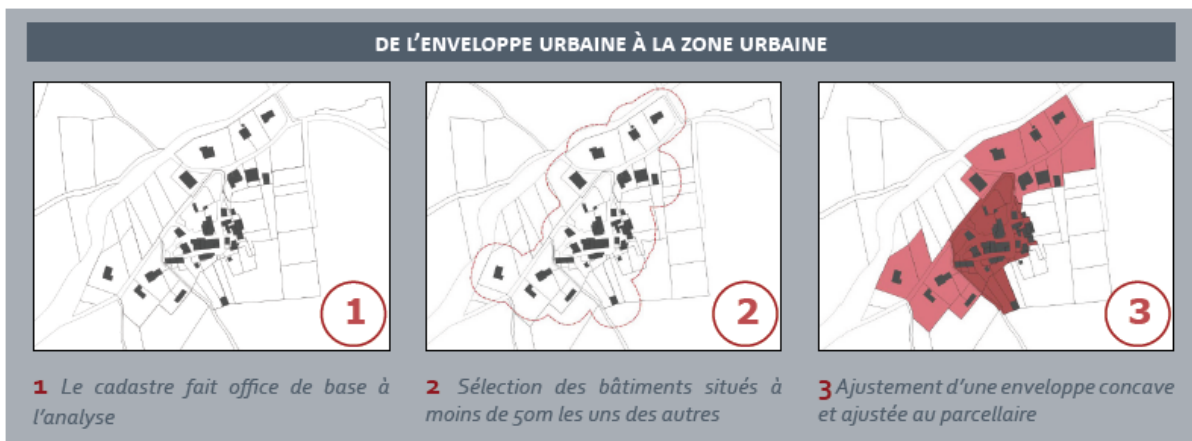 DE L'ENVELOPPE URBAINE À LA ZONE URBAINE
1
2
3
1 Le cadastre fait office de base à
l'analyse
2 Sélection des bâtiments situés à
moins de 50m les uns des autres
3 Ajustement d'une enveloppe concave
et ajustée au parcellaire